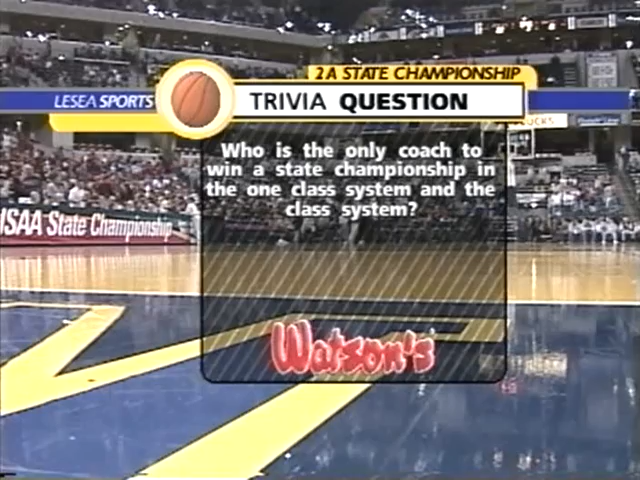 2A STATE CHAMPIONSHIP
LESEA SPORTS
TRIVIA QUESTION
Who is the only coach to
win a state championship in
the one class system and the
class system?
HSAA State Championship
Watson's